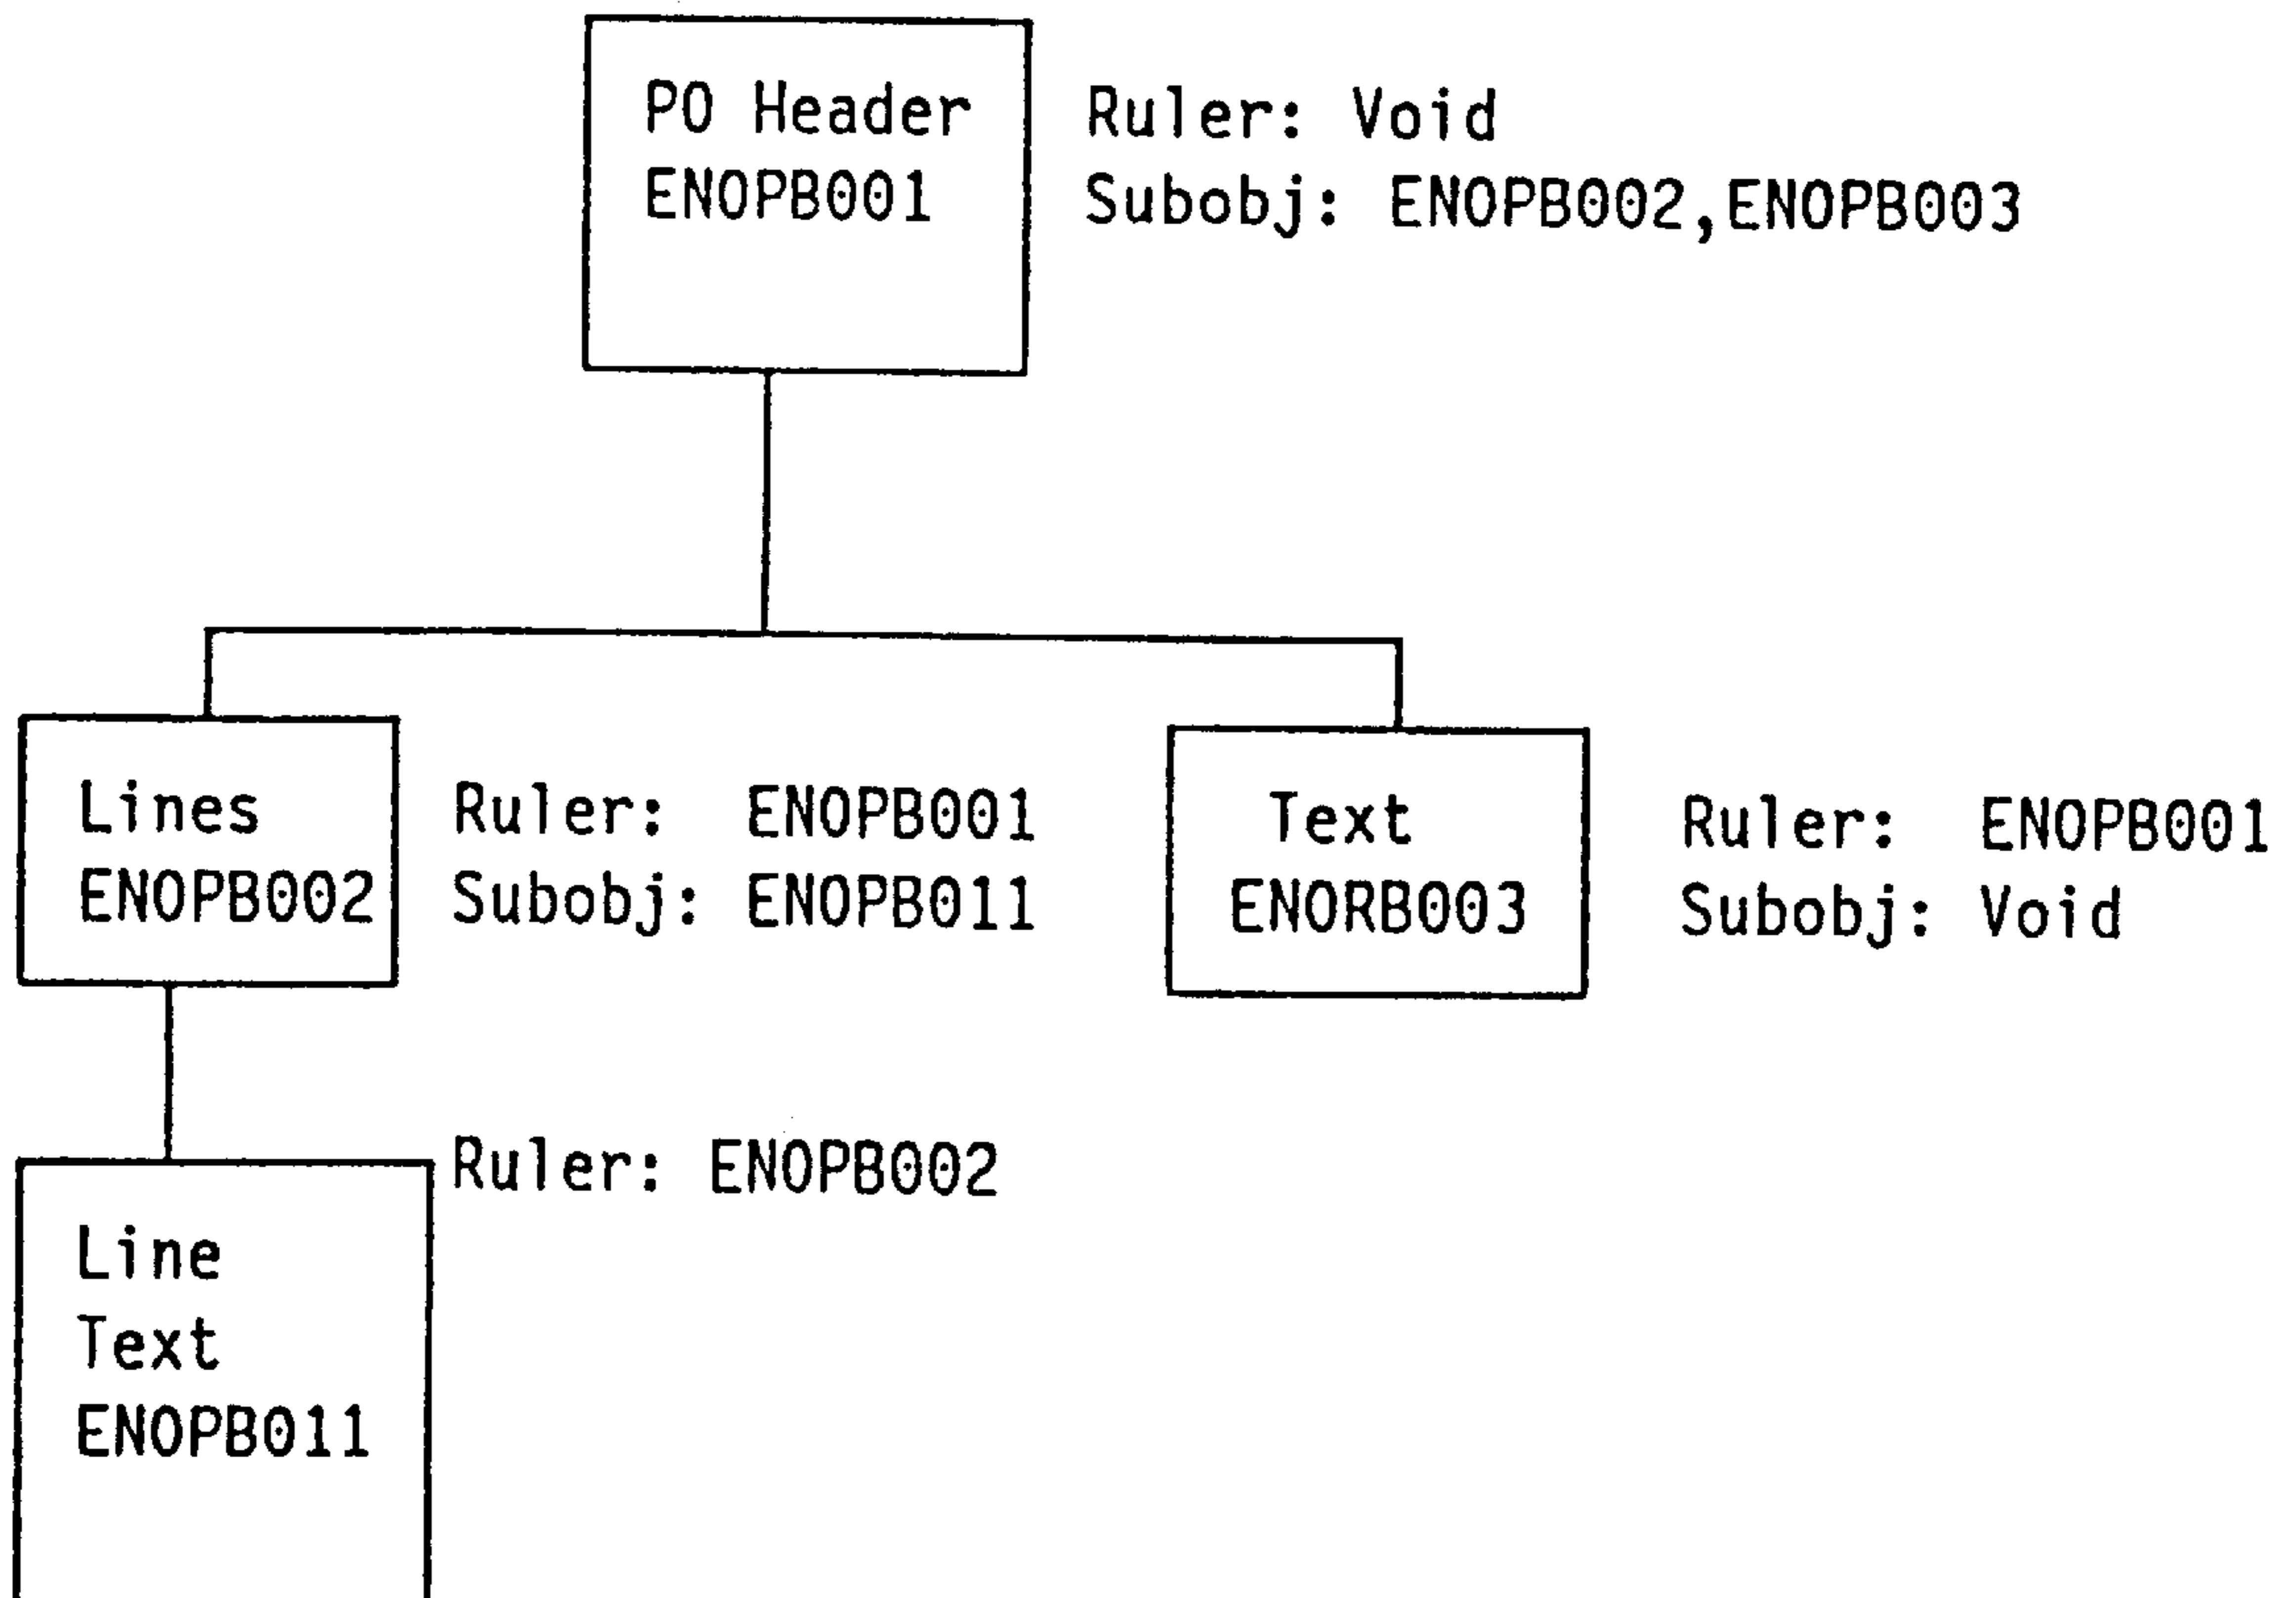 PO Header
ENOPB001
Ruler: Void
Subobj: ENOPB002,ENOPB003
Lines
ENOPB002
Ruler: ENOPB001
Subobj: ENOPB011
Text
ENORB003
Ruler: ENOPB001
Subobj: Void
Ruler: ENOPB002
Line
Text
ENOPB011